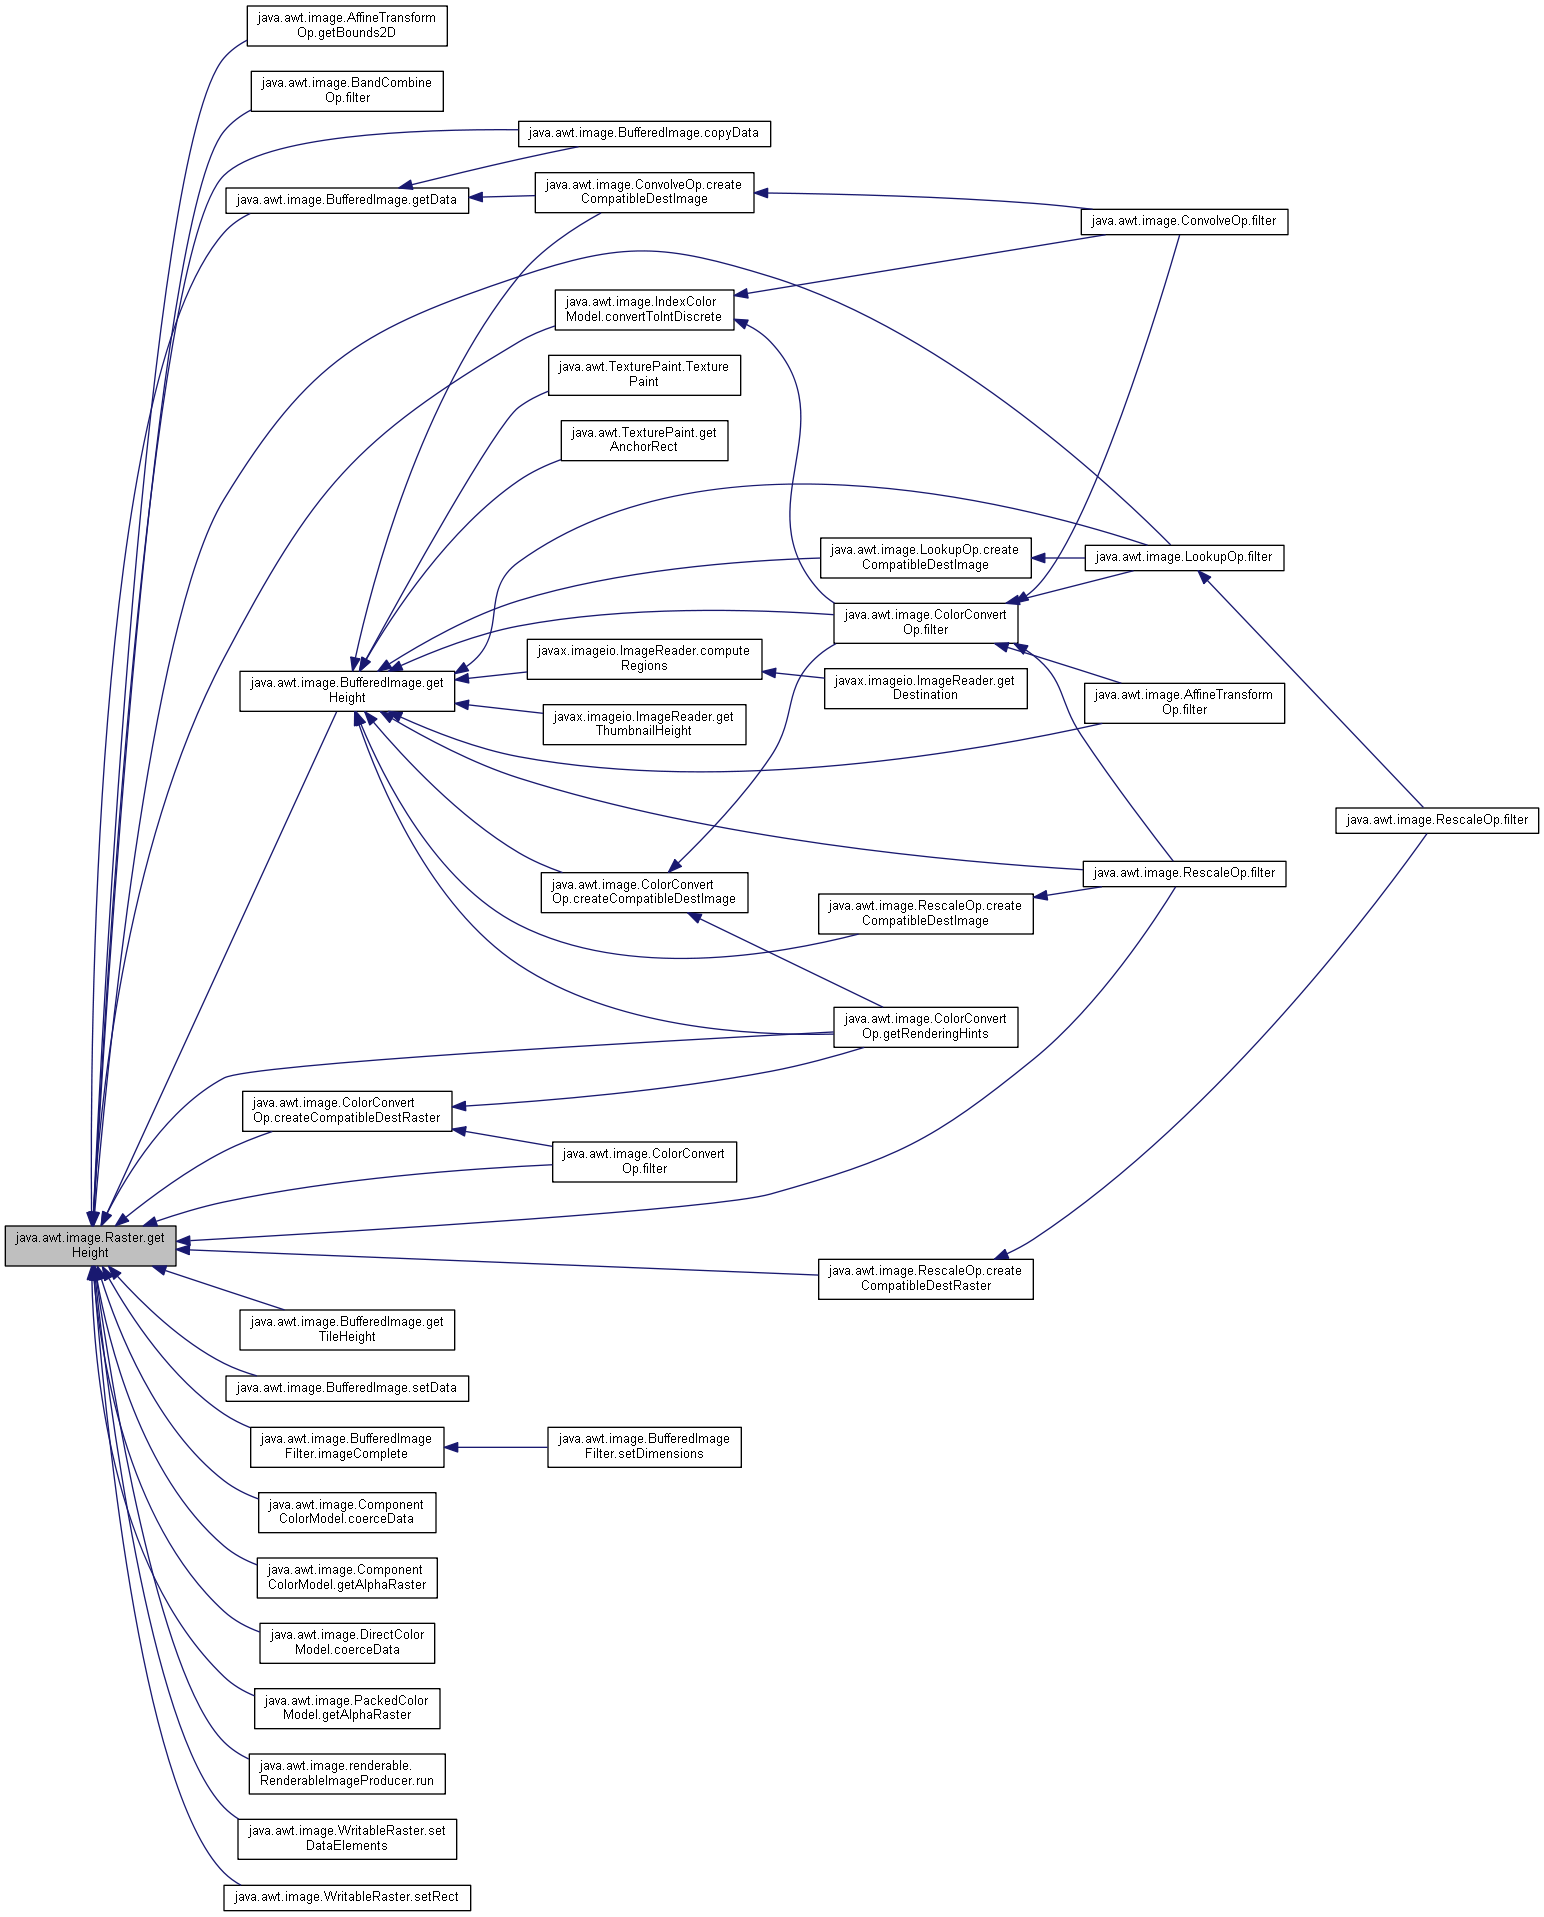 java.awt.image.AffineTransform
Op.getBounds2D
java.awt.image.BandCombine
Op.filter
java.awt.image.BufferedImage.copyData
java.awt.image.BufferedImage.getData
java.awt.image.ConvolveOp.create
CompatibleDestImage
java.awt.image.ConvolveOp.filter
java.awt.image.IndexColor
Model.convertToIntDiscrete
java.awt.TexturePaint.Texture
Paint
java.awt.TexturePaint.get
AnchorRect
java.awt.image.LookupOp.create
CompatibleDestImage
java.awt.image.LookupOp.filter
java.awt.image.ColorConvert
Op.filter
javax.imageio.ImageReader.compute
Regions
javax.imageio.ImageReader.get
Destination
java.awt.image.BufferedImage.get
Height
java.awt.image.AffineTransform
Op.filter
javax.imageio.ImageReader.get
ThumbnailHeight
java.awt.image.RescaleOp.filter
java.awt.image.RescaleOp.filter
java.awt.image.ColorConvert
Op.createCompatibleDestImage
java.awt.image.RescaleOp.create
CompatibleDestImage
java.awt.image.ColorConvert
Op.getRenderingHints
java.awt.image.ColorConvert
Op.createCompatibleDestRaster
java.awt.image.ColorConvert
Op.filter
java.awt.image.Raster.get
Height
java.awt.image.RescaleOp.create
CompatibleDestRaster
java.awt.image.BufferedImage.get
TileHeight
java.awt.image.BufferedImage.setData
java.awt.image.BufferedImage
Filter.imageComplete
java.awt.image.BufferedImage
Filter.setDimensions
java.awt.image.Component
ColorModel.coerceData
java.awt.image.Component
ColorModel.getAlphaRaster
java.awt.image.DirectColor
Model.coerceData
java.awt.image.PackedColor
Model.getAlphaRaster
java.awt.image.renderable.
RenderableImageProducer.run
java.awt.image.WritableRaster.set
DataElements
java.awt.image.WritableRaster.setRect